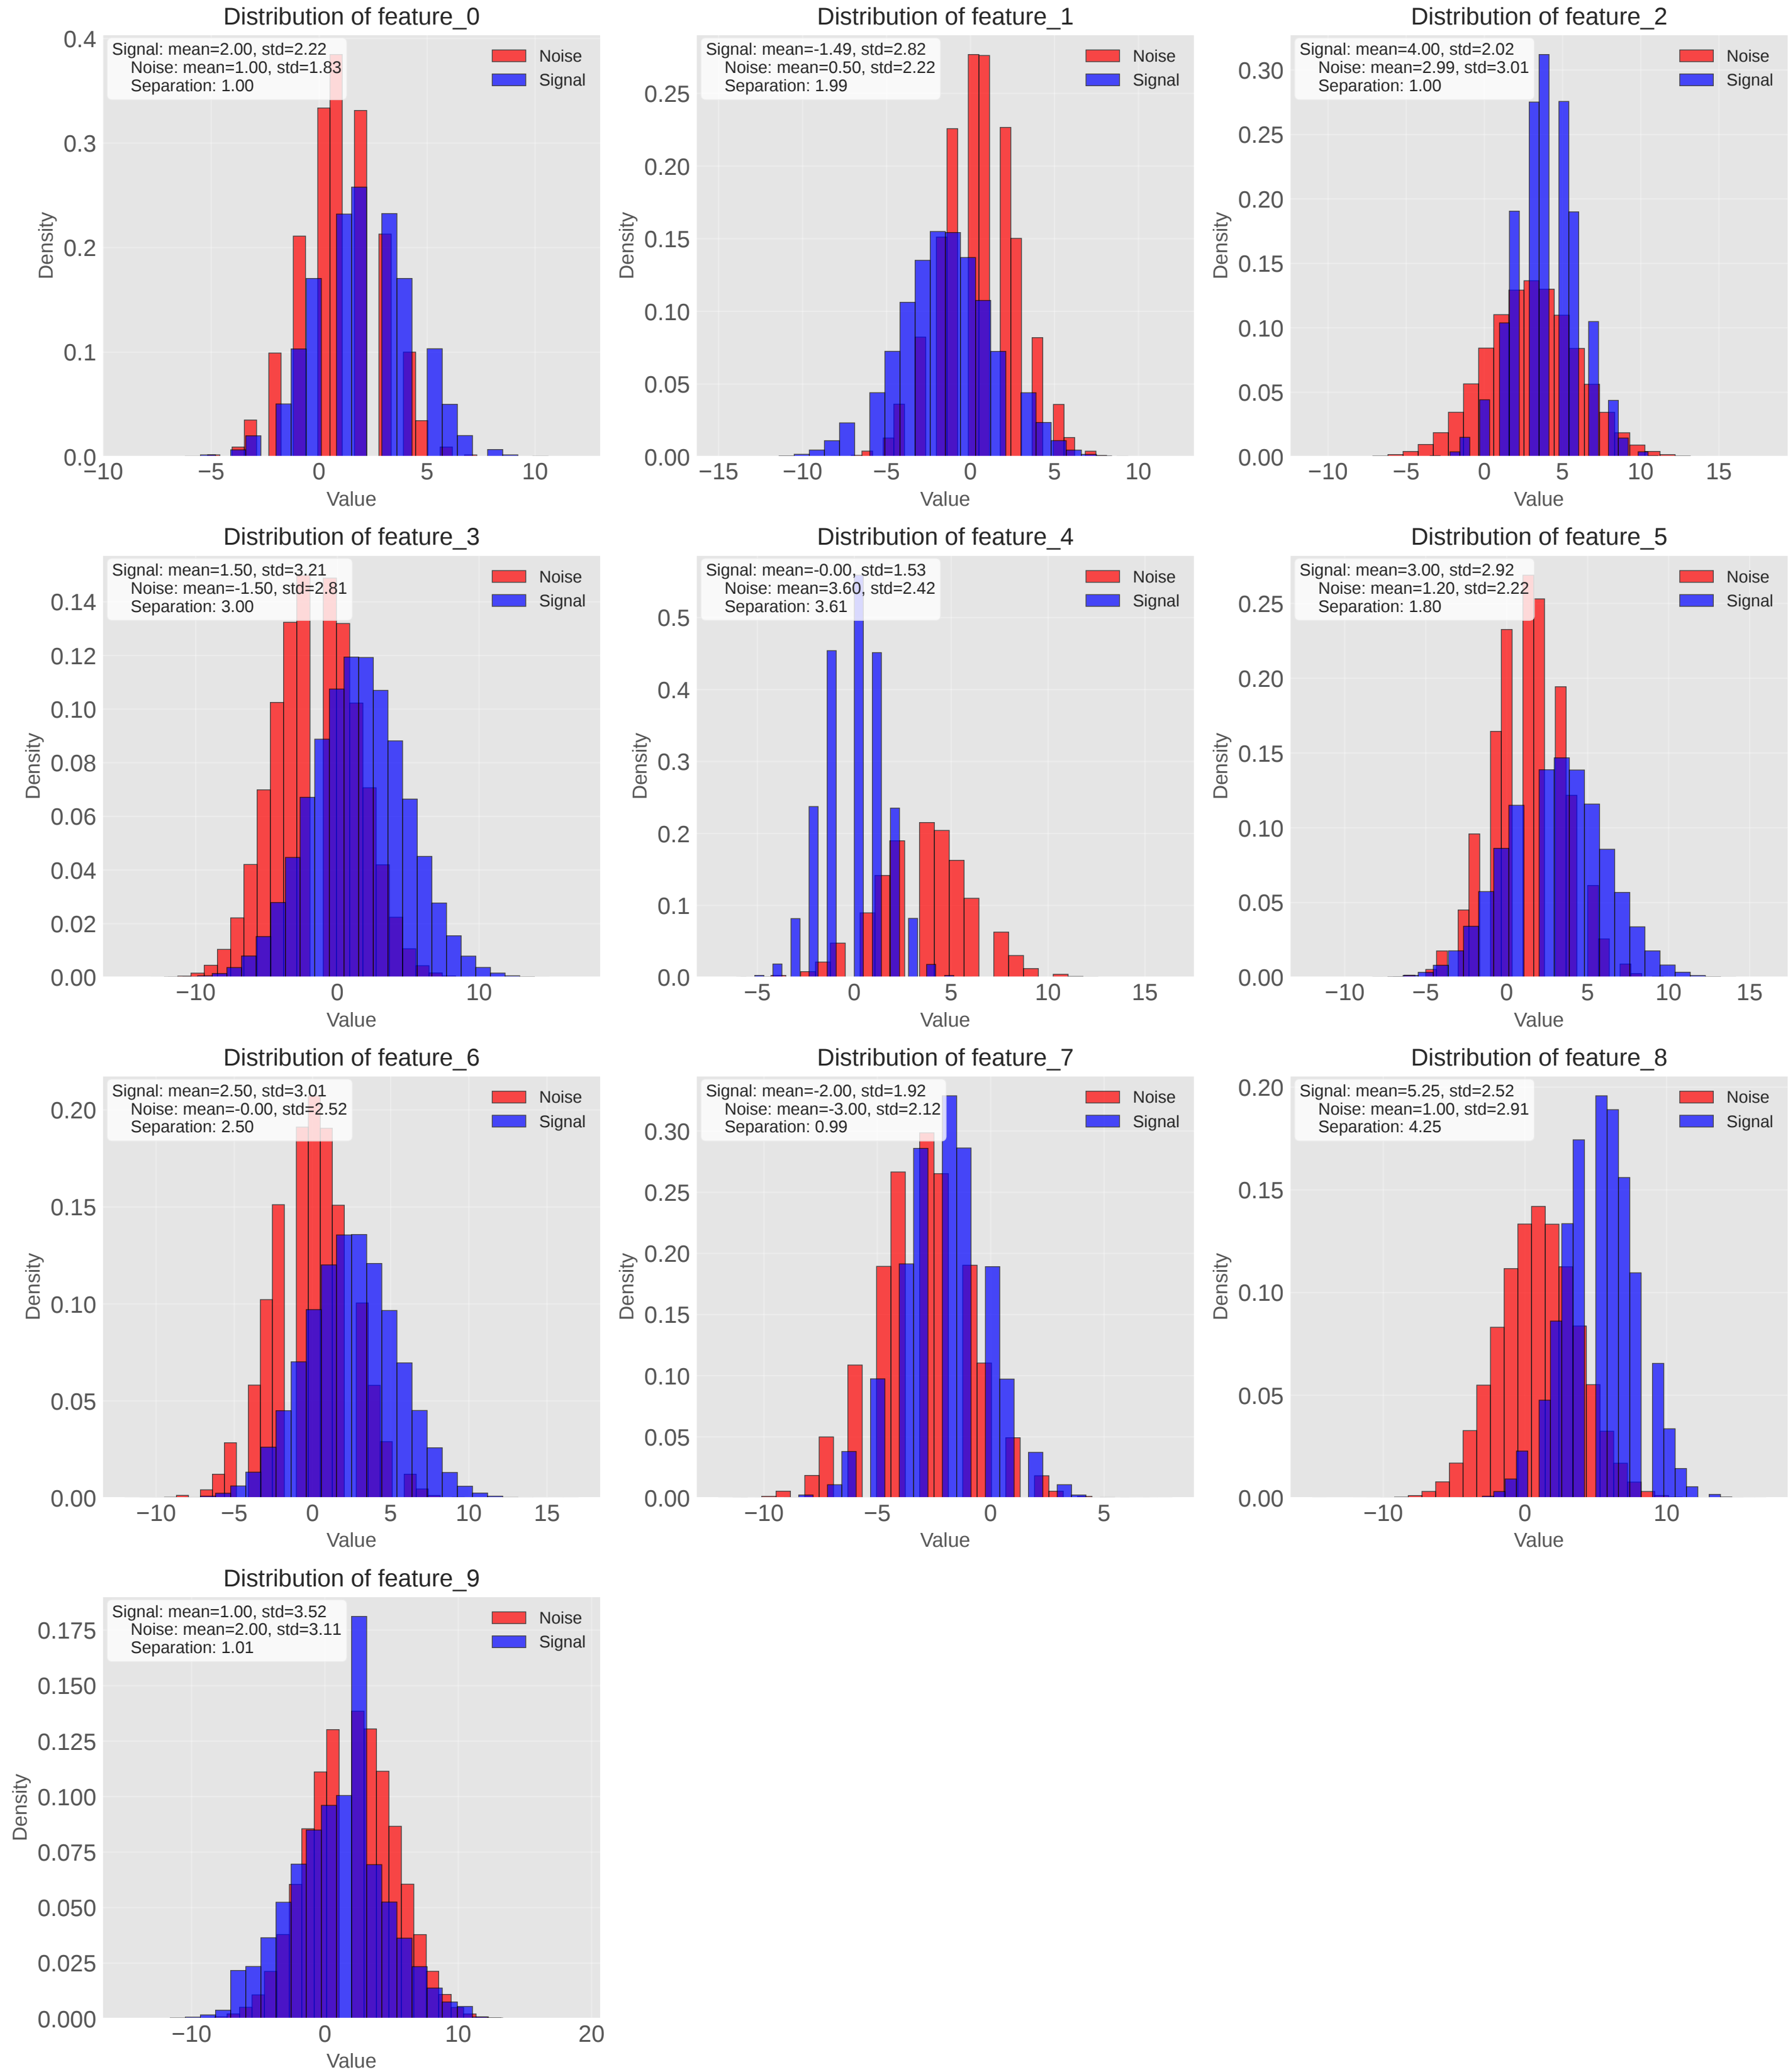 Distribution of feature_0
Signal: mean=2.00, std=2.22
Noise: mean=1.00, std=1.83
Separation: 1.00
Noise
Signal
0.4
0.3
0.2
0.1
0.0
Density
−10 −5 0 5 10
Value
Distribution of feature_1
Signal: mean=-1.49, std=2.82
Noise: mean=0.50, std=2.22
Separation: 1.99
Noise
Signal
0.25
0.20
0.15
0.10
0.05
0.00
Density
−15 −10 −5 0 5 10
Value
Distribution of feature_2
Signal: mean=4.00, std=2.02
Noise: mean=2.99, std=3.01
Separation: 1.00
Noise
Signal
0.30
0.25
0.20
0.15
0.10
0.05
0.00
Density
−10 −5 0 5 10 15
Value
Distribution of feature_3
Signal: mean=1.50, std=3.21
Noise: mean=-1.50, std=2.81
Separation: 3.00
Noise
Signal
0.14
0.12
0.10
0.08
0.06
0.04
0.02
0.00
Density
−10 0 10
Value
Distribution of feature_4
Signal: mean=-0.00, std=1.53
Noise: mean=3.60, std=2.42
Separation: 3.61
Noise
Signal
0.5
0.4
0.3
0.2
0.1
0.0
Density
−5 0 5 10 15
Value
Distribution of feature_5
Signal: mean=3.00, std=2.92
Noise: mean=1.20, std=2.22
Separation: 1.80
Noise
Signal
0.25
0.20
0.15
0.10
0.05
0.00
Density
−10 −5 0 5 10 15
Value
Distribution of feature_6
Signal: mean=2.50, std=3.01
Noise: mean=-0.00, std=2.52
Separation: 2.50
Noise
Signal
0.20
0.15
0.10
0.05
0.00
Density
−10 −5 0 5 10 15
Value
Distribution of feature_7
Signal: mean=-2.00, std=1.92
Noise: mean=-3.00, std=2.12
Separation: 0.99
Noise
Signal
0.30
0.25
0.20
0.15
0.10
0.05
0.00
Density
−10 −5 0 5
Value
Distribution of feature_8
Signal: mean=5.25, std=2.52
Noise: mean=1.00, std=2.91
Separation: 4.25
Noise
Signal
0.20
0.15
0.10
0.05
0.00
Density
−10 0 10
Value
Distribution of feature_9
Signal: mean=1.00, std=3.52
Noise: mean=2.00, std=3.11
Separation: 1.01
Noise
Signal
0.175
0.150
0.125
0.100
0.075
0.050
0.025
0.000
Density
−10 0 10 20
Value